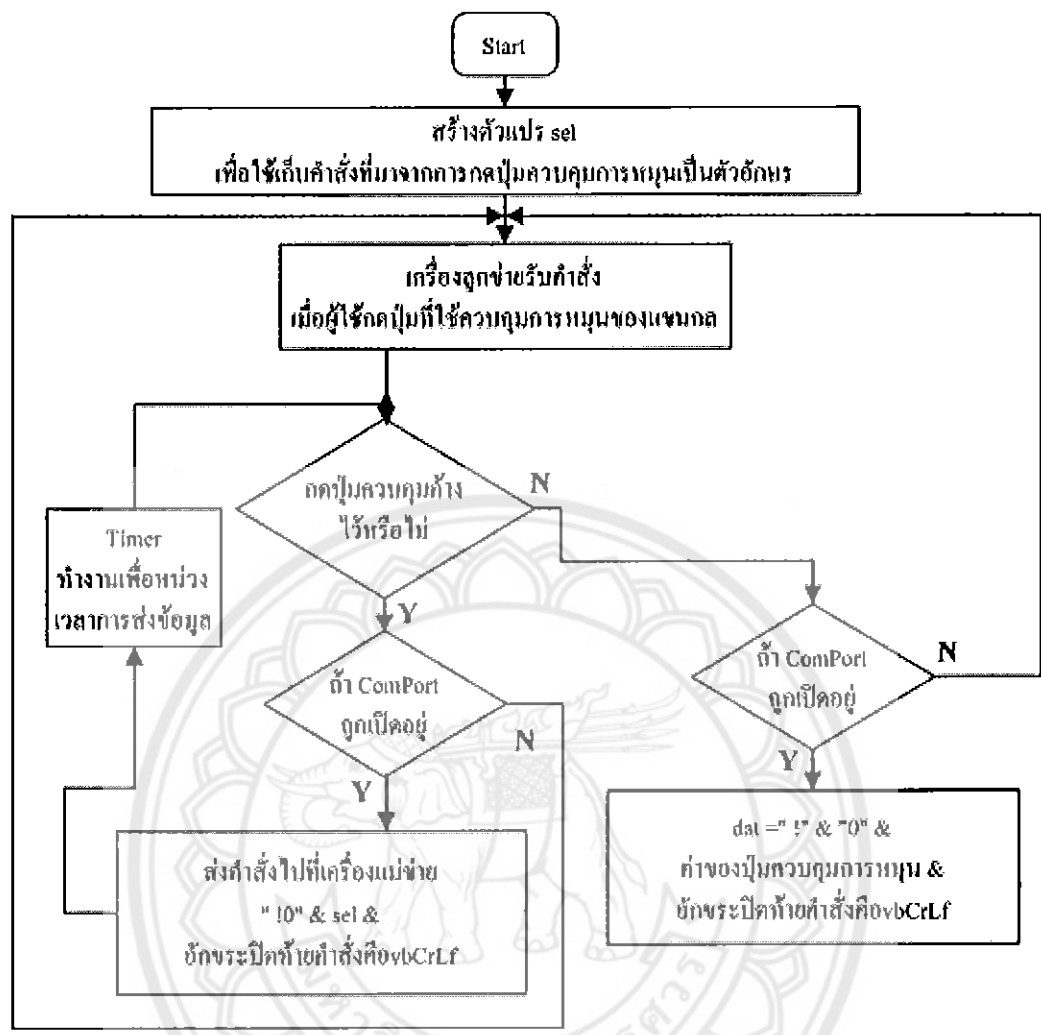 Start
สร้างตัวแปร sel
เพื่อใช้เก็บคำสั่งที่มาจากการกดปุ่มควบคุมการหมุนเป็นตัวอักษร
เครื่องลูกข่ายรับคำสั่ง
เมื่อผู้ใช้กดปุ่มที่ใช้ควบคุมการหมุนของแขนกล
กดปุ่มควบคุมค้าง
ไว้หรือไม่
N
Timer
ทำงานเพื่อหน่วง
เวลาการส่งข้อมูล
Y
ถ้า ComPort
ถูกเปิดอยู่
N
ถ้า ComPort
ถูกเปิดอยู่
N
Y
Y
ส่งคำสั่งไปที่เครื่องแม่ข่าย
" !0" & sel &
อักขระปิดท้ายคำสั่งคือvbCrLf
dat =" !" & "0" &
ค่าของปุ่มควบคุมการหมุน &
อักขระปิดท้ายคำสั่งคือvbCrLf